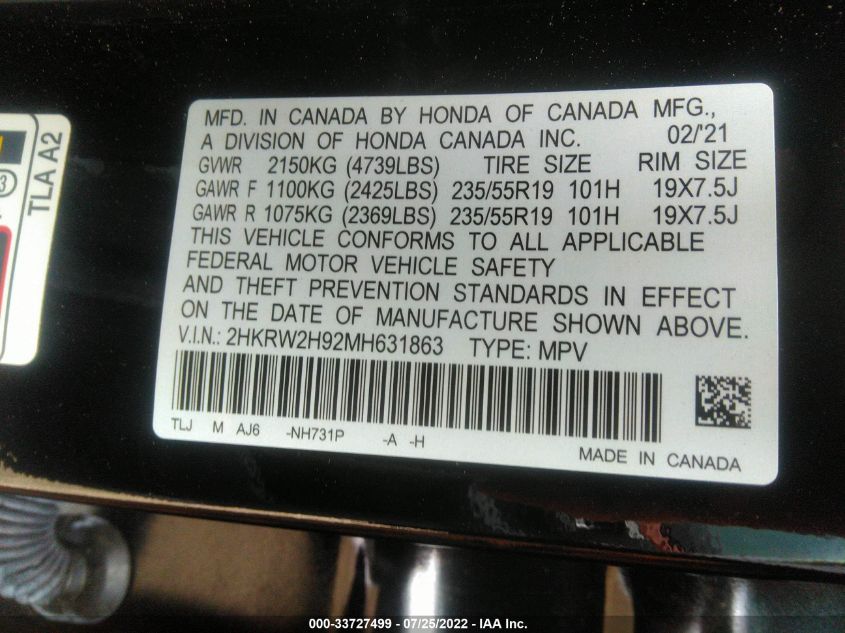 MFD. IN CANADA BY HONDA OF CANADA MFG.,
A DIVISION OF HONDA CANADA INC. 02/'21
GVWR 2150KG (4739LBS) TIRE SIZE RIM SIZE
GAWR F 1100KG (2425LBS) 235/55R19 101H 19X7.5J
GAWR R 1075KG (2369LBS) 235/55R19 101H 19X7.5J
THIS VEHICLE CONFORMS TO ALL APPLICABLE
FEDERAL MOTOR VEHICLE SAFETY
AND THEFT PREVENTION STANDARDS IN EFFECT
ON THE DATE OF MANUFACTURE SHOWN ABOVE.
V.I.N.: 2HKRW2H92MH631863 TYPE: MPV
TLJ M AJ6 -NH731P -A -H
MADE IN CANADA
TLA A2
3
000-33727499 - 07/25/2022 - IAA Inc.